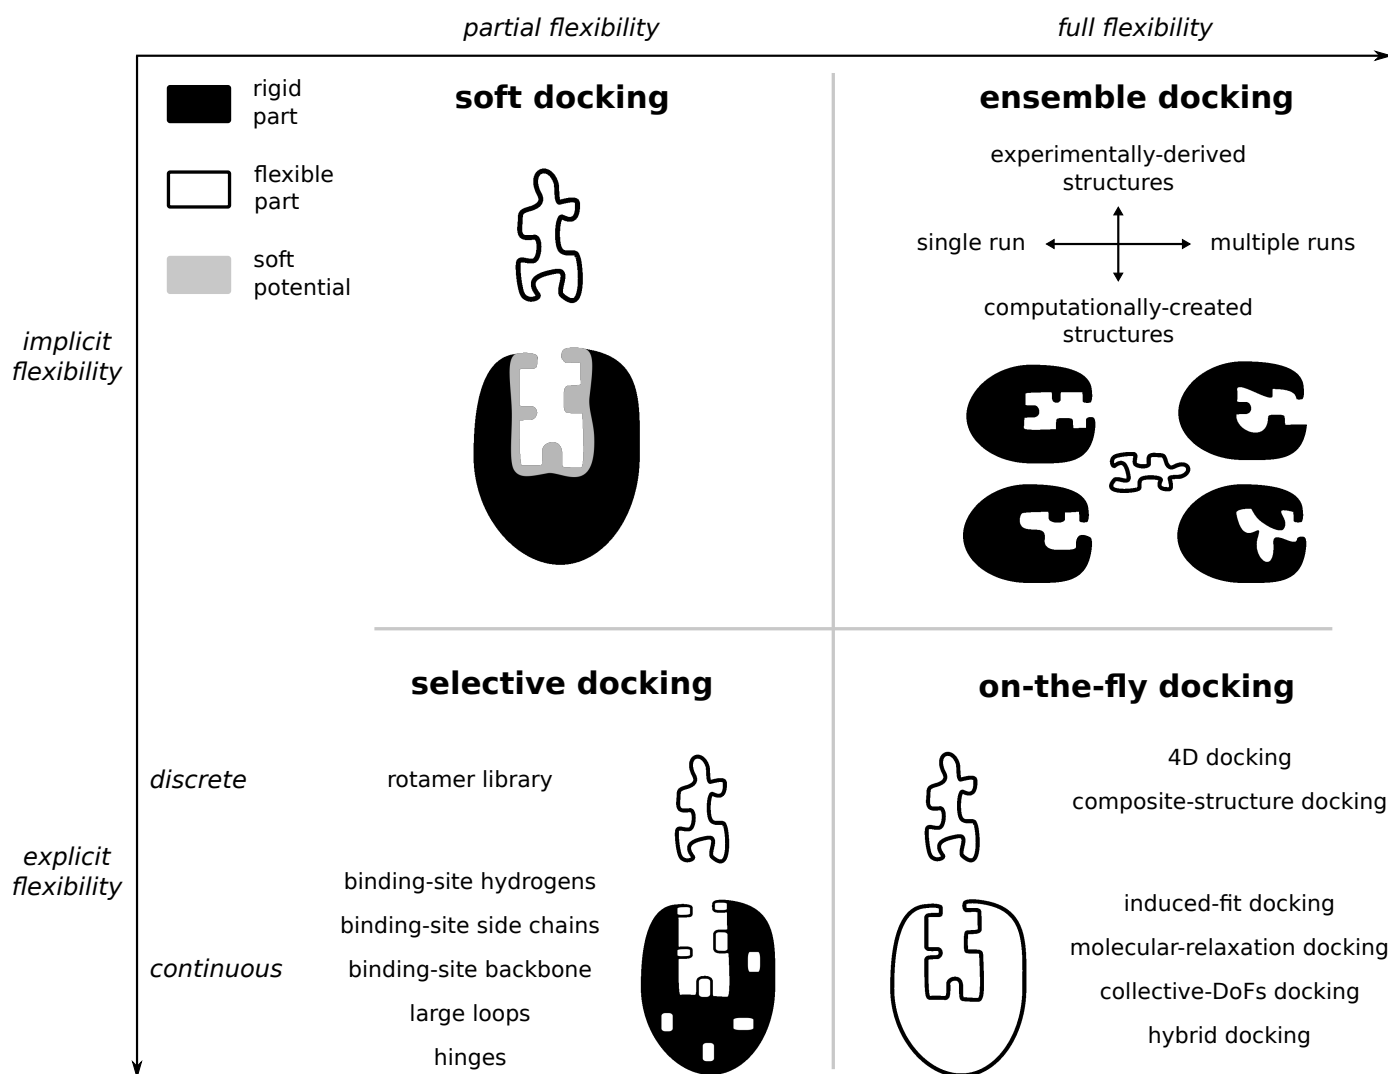 partial flexibility
full flexibility
rigid
part
flexible
part
soft
potential
soft docking
ensemble docking
experimentally-derived
structures
single run
multiple runs
computationally-created
structures
implicit
flexibility
selective docking
on-the-fly docking
discrete
rotamer library
4D docking
composite-structure docking
explicit
flexibility
continuous
binding-site hydrogens
binding-site side chains
binding-site backbone
large loops
hinges
induced-fit docking
molecular-relaxation docking
collective-DoFs docking
hybrid docking